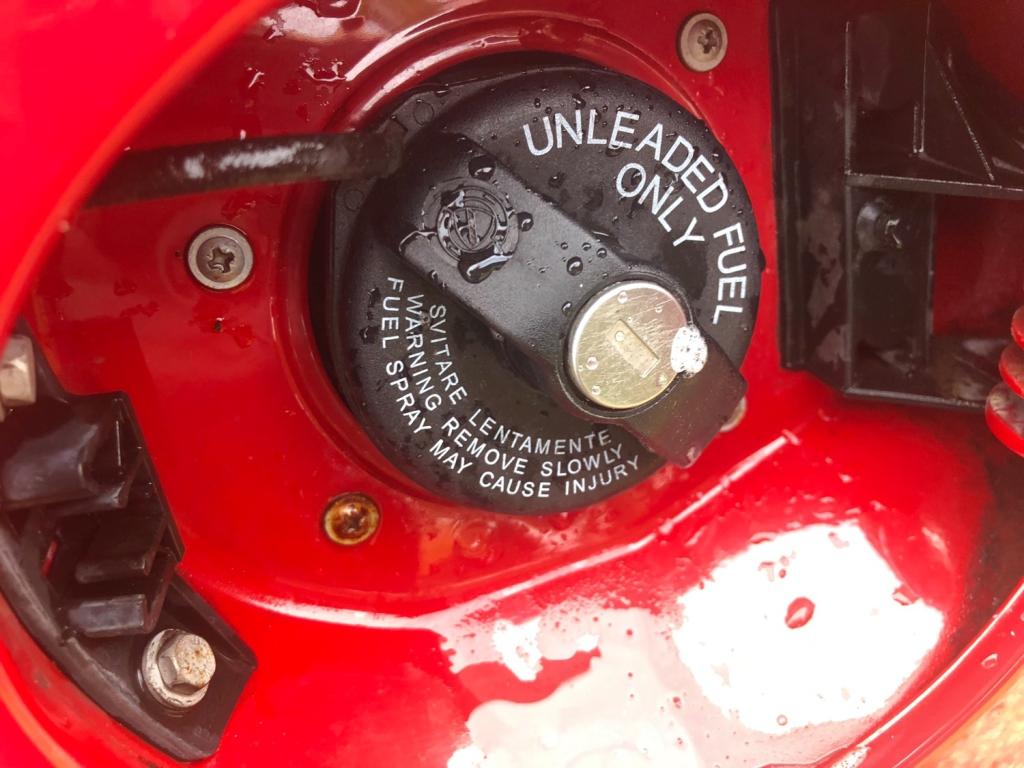 UNLEADED FUEL
ONLY
SVITARE LENTAMENTE
WARNING REMOVE SLOWLY
FUEL SPRAY MAY CAUSE INJURY